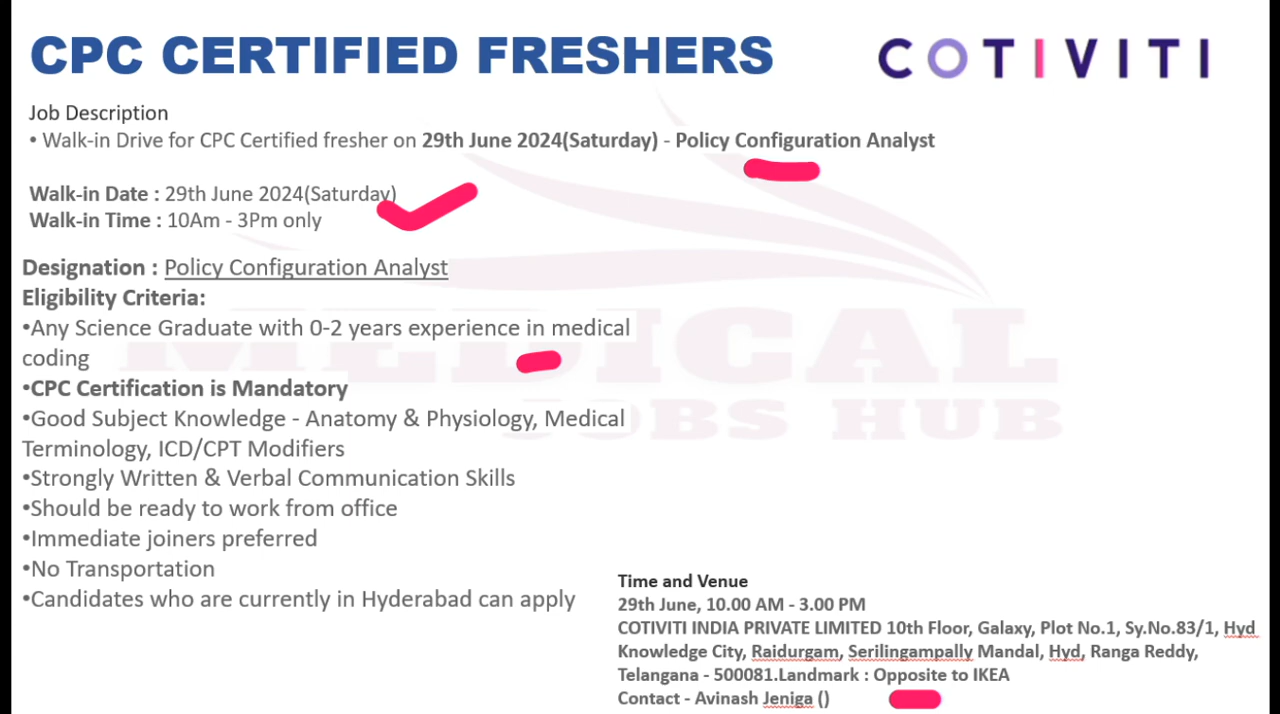 CPC CERTIFIED FRESHERS
COTIVITI
Job Description
• Walk-in Drive for CPC Certified fresher on 29th June 2024(Saturday) - Policy Configuration Analyst
Walk-in Date : 29th June 2024(Saturday)
Walk-in Time : 10Am - 3Pm only
Designation : Policy Configuration Analyst
Eligibility Criteria:
•Any Science Graduate with 0-2 years experience in medical
coding
•CPC Certification is Mandatory
•Good Subject Knowledge - Anatomy & Physiology, Medical
Terminology, ICD/CPT Modifiers
•Strongly Written & Verbal Communication Skills
•Should be ready to work from office
•Immediate joiners preferred
•No Transportation
•Candidates who are currently in Hyderabad can apply
MEDICAL
JOBS HUB
Time and Venue
29th June, 10.00 AM - 3.00 PM
COTIVITI INDIA PRIVATE LIMITED 10th Floor, Galaxy, Plot No.1, Sy.No.83/1, Hyd
Knowledge City, Raidurgam, Serilingampally Mandal, Hyd, Ranga Reddy,
Telangana - 500081.Landmark : Opposite to IKEA
Contact - Avinash Jeniga ()